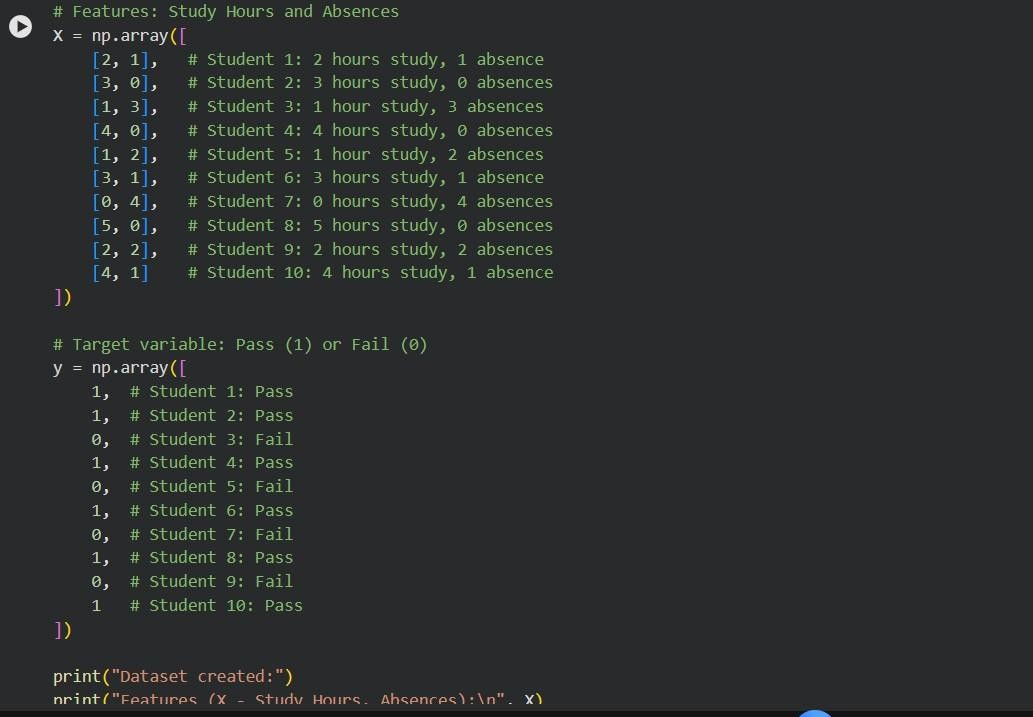 # Features: Study Hours and Absences
X = np.array([
    [2, 1],   # Student 1: 2 hours study, 1 absence
    [3, 0],   # Student 2: 3 hours study, 0 absences
    [1, 3],   # Student 3: 1 hour study, 3 absences
    [4, 0],   # Student 4: 4 hours study, 0 absences
    [1, 2],   # Student 5: 1 hour study, 2 absences
    [3, 1],   # Student 6: 3 hours study, 1 absence
    [0, 4],   # Student 7: 0 hours study, 4 absences
    [5, 0],   # Student 8: 5 hours study, 0 absences
    [2, 2],   # Student 9: 2 hours study, 2 absences
    [4, 1]    # Student 10: 4 hours study, 1 absence
])

# Target variable: Pass (1) or Fail (0)
y = np.array([
    1,  # Student 1: Pass
    1,  # Student 2: Pass
    0,  # Student 3: Fail
    1,  # Student 4: Pass
    0,  # Student 5: Fail
    1,  # Student 6: Pass
    0,  # Student 7: Fail
    1,  # Student 8: Pass
    0,  # Student 9: Fail
    1   # Student 10: Pass
])

print("Dataset created:")
print("Features (X - Study Hours, Absences):\n", X)